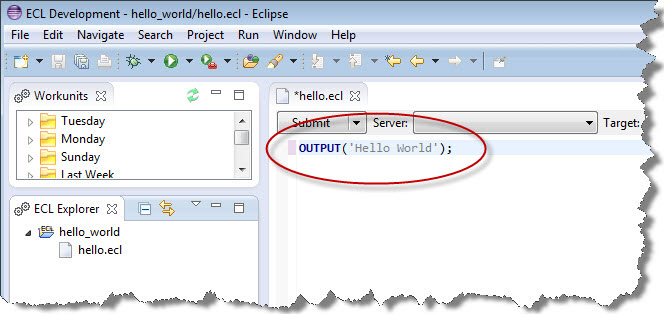 ECL Development - hello_world/hello.ecl - Eclipse
File Edit Navigate Search Project Run Window Help
Workunits
Tuesday
Monday
Sunday
Last Week
ECL Explorer
hello_world
hello.ecl
*hello.ecl
Submit Server: Target:
OUTPUT('Hello World');